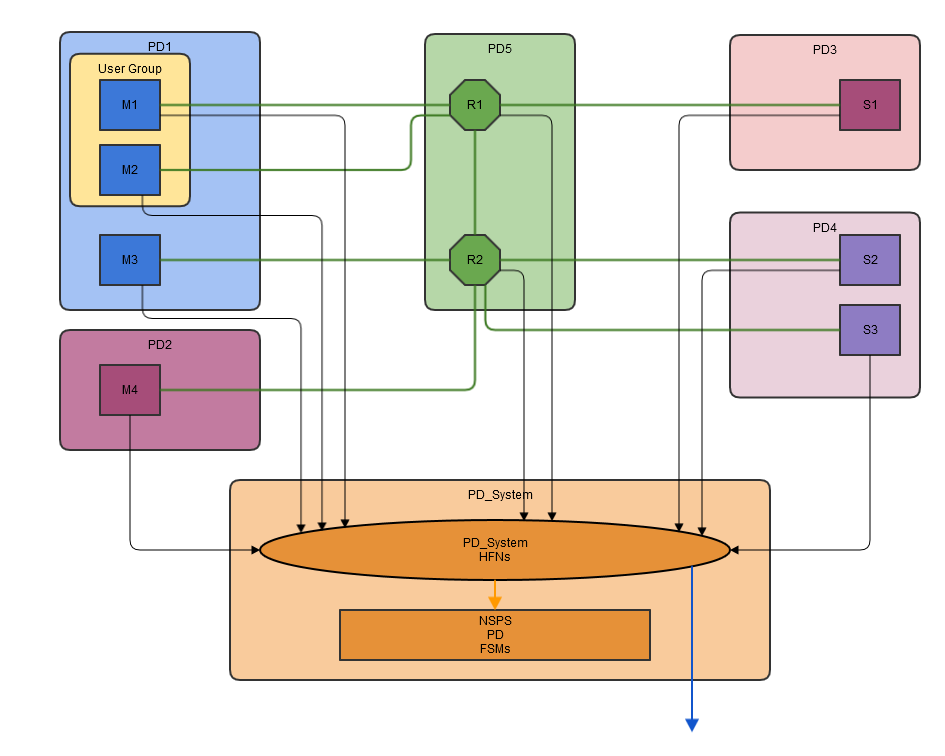 PD1
User Group
M1
M2
M3
PD2
M4
PD5
R1
R2
PD3
S1
PD4
S2
S3
PD_System
PD_System
HFNs
NSPS
PD
FSMs